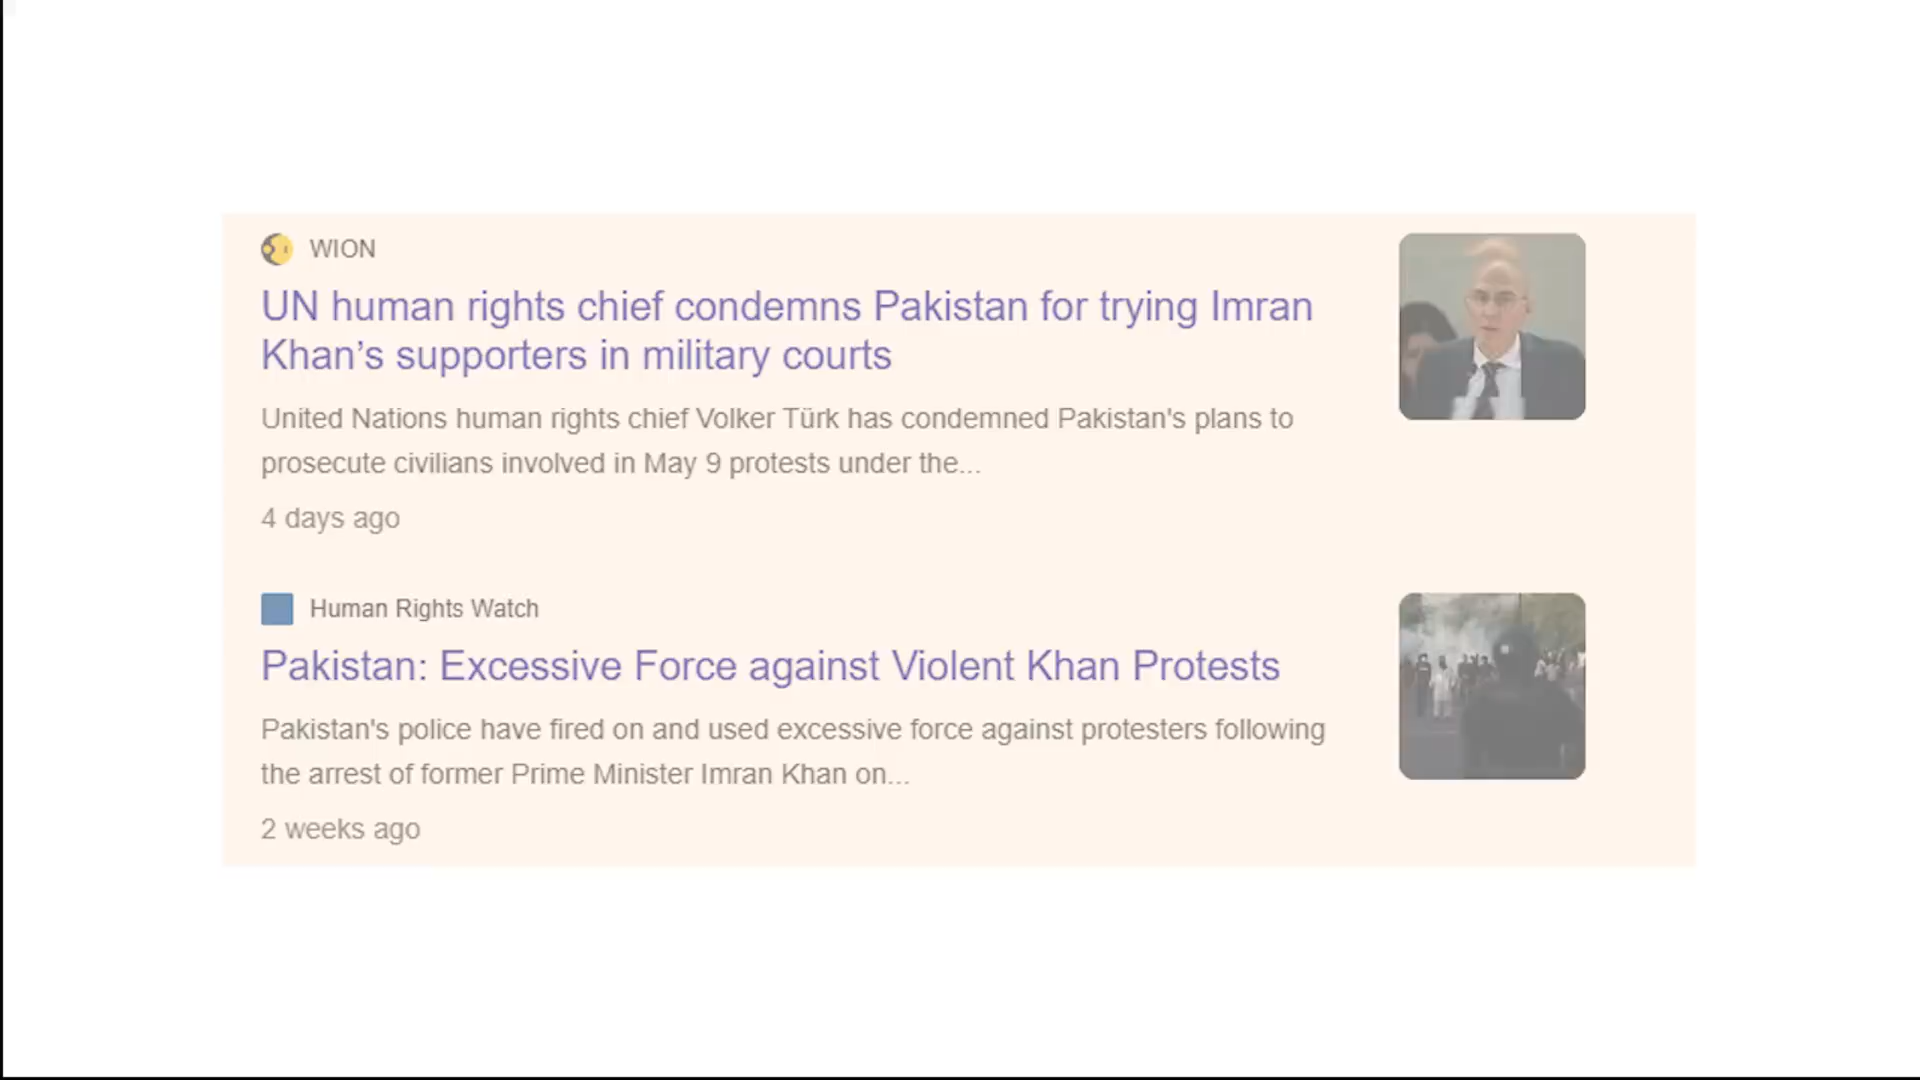 WION
UN human rights chief condemns Pakistan for trying Imran
Khan’s supporters in military courts
United Nations human rights chief Volker Türk has condemned Pakistan's plans to
prosecute civilians involved in May 9 protests under the...
4 days ago
Human Rights Watch
Pakistan: Excessive Force against Violent Khan Protests
Pakistan's police have fired on and used excessive force against protesters following
the arrest of former Prime Minister Imran Khan on...
2 weeks ago